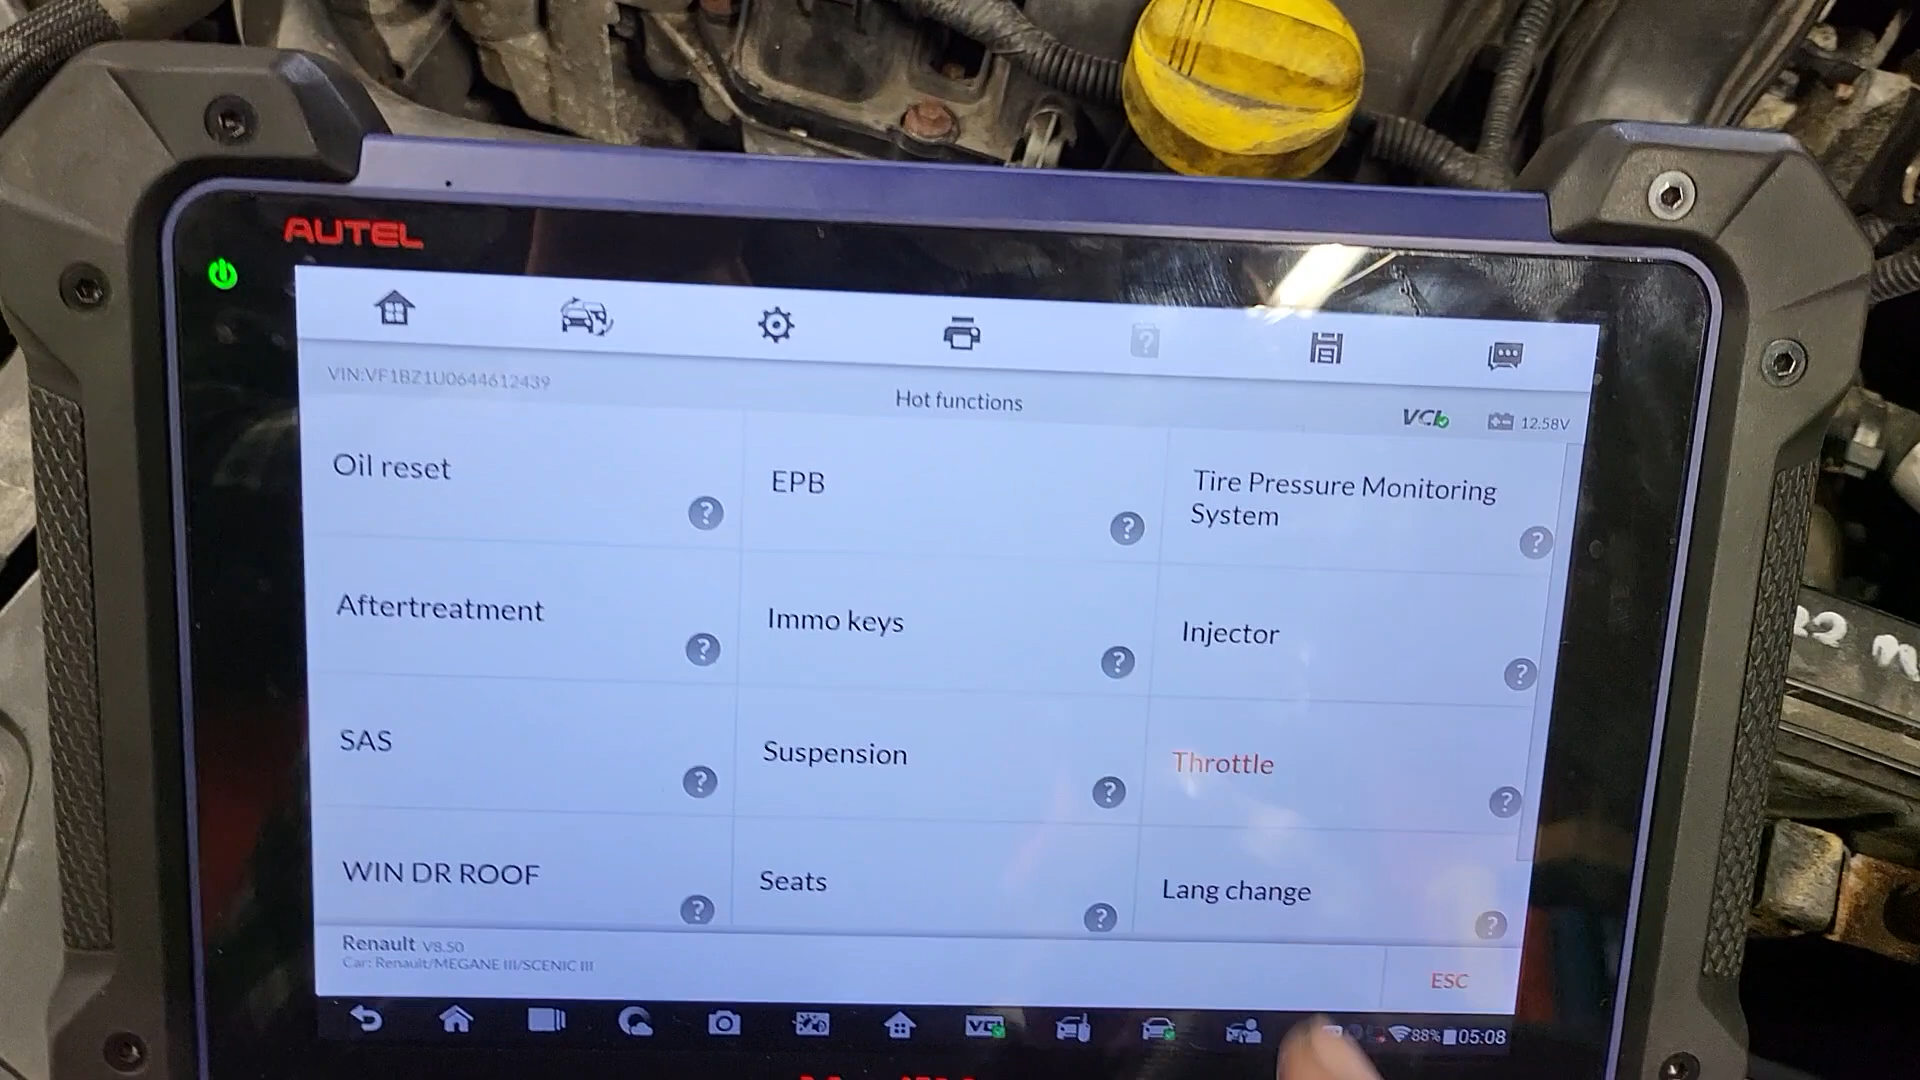 AUTEL
VIN:VF1BZ1U0644612439
Hot functions
VCI
12.58V
Oil reset
EPB
Tire Pressure Monitoring
System
Aftertreatment
Immo keys
Injector
SAS
Suspension
Throttle
WIN DR ROOF
Seats
Lang change
Renault V8.50
Car: Renault/MEGANE III/SCENIC III
ESC
VCI
88%
05:08